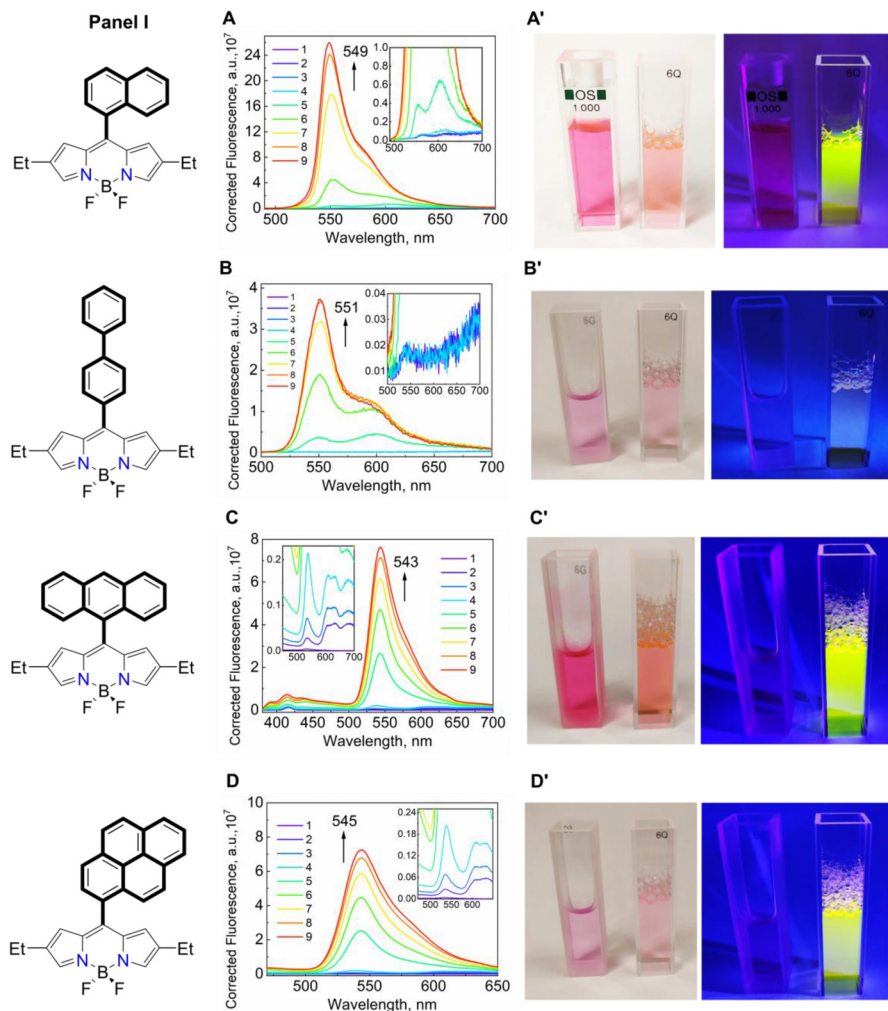 Panel I
A
A'
Et
N
N
B
F
F
Et
Corrected Fluorescence, a.u.,10⁷
24
20
16
12
8
4
0
1
2
3
4
5
6
7
8
9
549
1.0
0.8
0.6
0.4
0.2
0.0
500 600 700
500 550 600 650 700
Wavelength, nm
OS
1.000
6Q
OS
1.000
6Q
B
B'
Et
N
N
B
F
F
Et
Corrected Fluorescence, a.u.,10⁷
4
3
2
1
0
1
2
3
4
5
6
7
8
9
551
0.04
0.03
0.02
0.01
500 550 600 650 700
500 550 600 650 700
Wavelength, nm
6G
6Q
6Q
C
C'
Et
N
N
B
F
F
Et
Corrected Fluorescence, a.u.,10⁷
8
6
4
2
0
0.2
0.1
0.0
500 600 700
543
1
2
3
4
5
6
7
8
9
400 450 500 550 600 650 700
Wavelength, nm
6G
6Q
D
D'
Et
N
N
B
F
F
Et
Corrected Fluorescence, a.u.,10⁷
10
8
6
4
2
0
1
2
3
4
5
6
7
8
9
545
0.24
0.18
0.12
0.06
0.00
500 550 600
500 550 600 650
Wavelength, nm
6Q
6Q